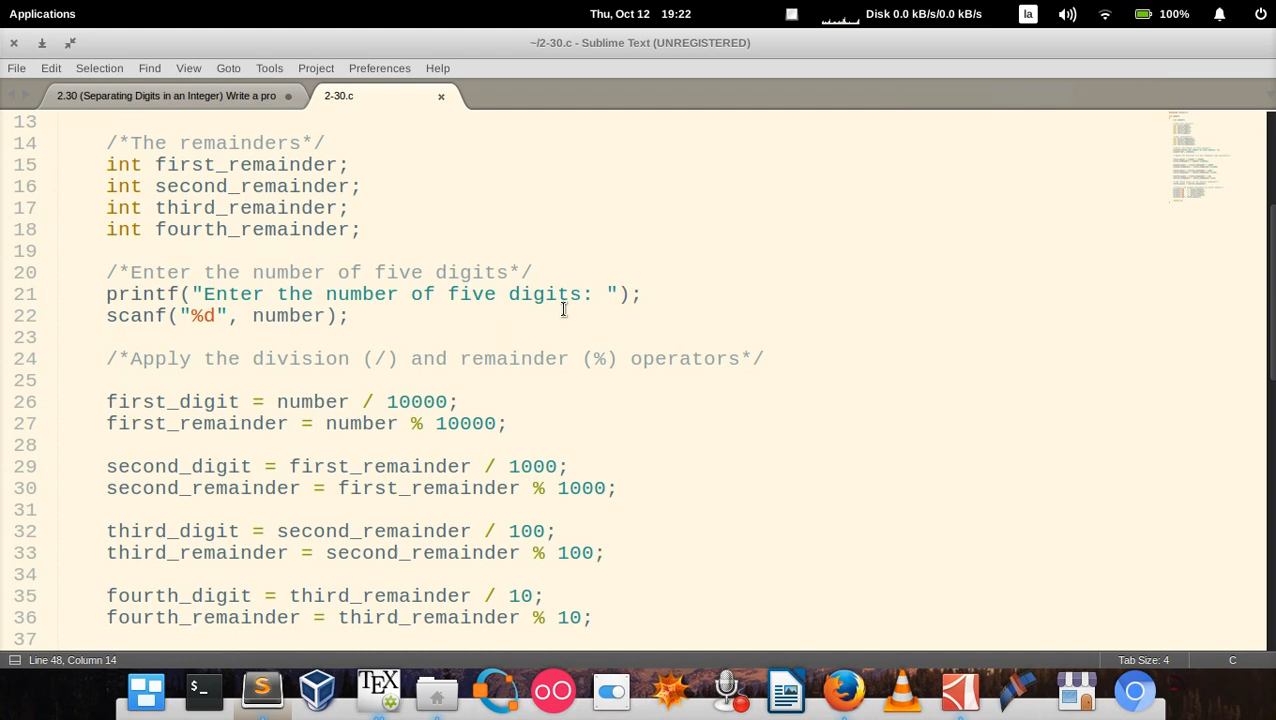 Applications
Thu, Oct 12 19:22
Disk 0.0 kB/s/0.0 kB/s
la
100%
~/2-30.c - Sublime Text (UNREGISTERED)
File Edit Selection Find View Goto Tools Project Preferences Help
2.30 (Separating Digits in an Integer) Write a pro
2-30.c
13
14 /*The remainders*/
15 int first_remainder;
16 int second_remainder;
17 int third_remainder;
18 int fourth_remainder;
19
20 /*Enter the number of five digits*/
21 printf("Enter the number of five digits: ");
22 scanf("%d", number);
23
24 /*Apply the division (/) and remainder (%) operators*/
25
26 first_digit = number / 10000;
27 first_remainder = number % 10000;
28
29 second_digit = first_remainder / 1000;
30 second_remainder = first_remainder % 1000;
31
32 third_digit = second_remainder / 100;
33 third_remainder = second_remainder % 100;
34
35 fourth_digit = third_remainder / 10;
36 fourth_remainder = third_remainder % 10;
37
Line 48, Column 14
Tab Size: 4
C
TEX